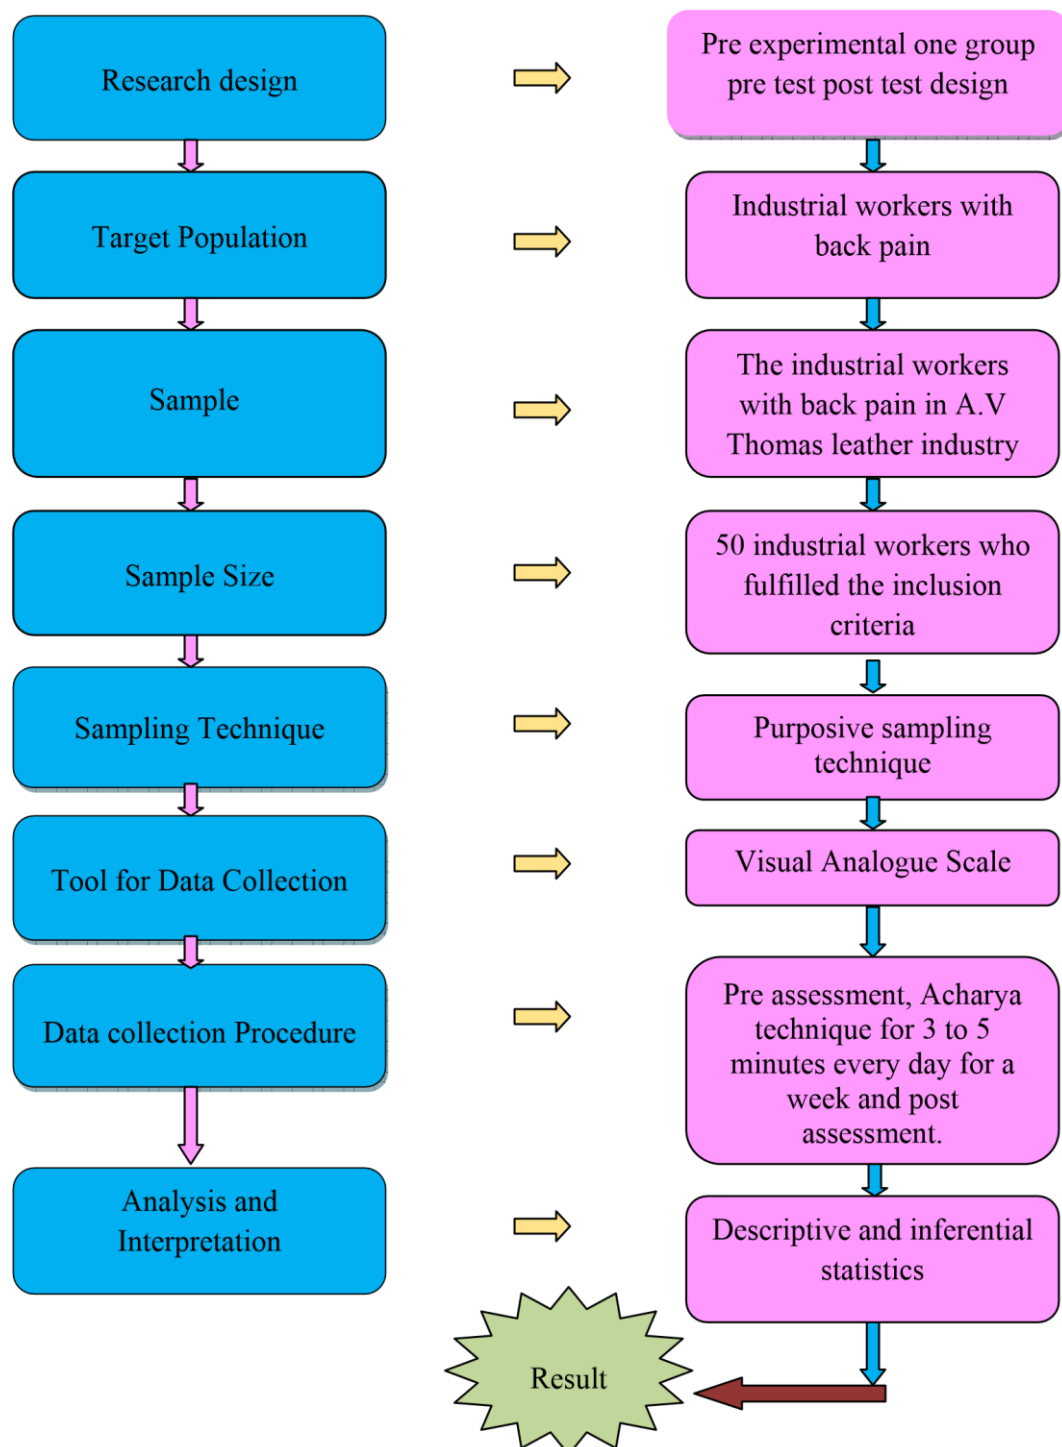 Research design
Pre experimental one group
pre test post test design
Target Population
Industrial workers with
back pain
Sample
The industrial workers
with back pain in A.V
Thomas leather industry
Sample Size
50 industrial workers who
fulfilled the inclusion
criteria
Sampling Technique
Purposive sampling
technique
Tool for Data Collection
Visual Analogue Scale
Data collection Procedure
Pre assessment, Acharya
technique for 3 to 5
minutes every day for a
week and post
assessment.
Analysis and
Interpretation
Descriptive and inferential
statistics
Result